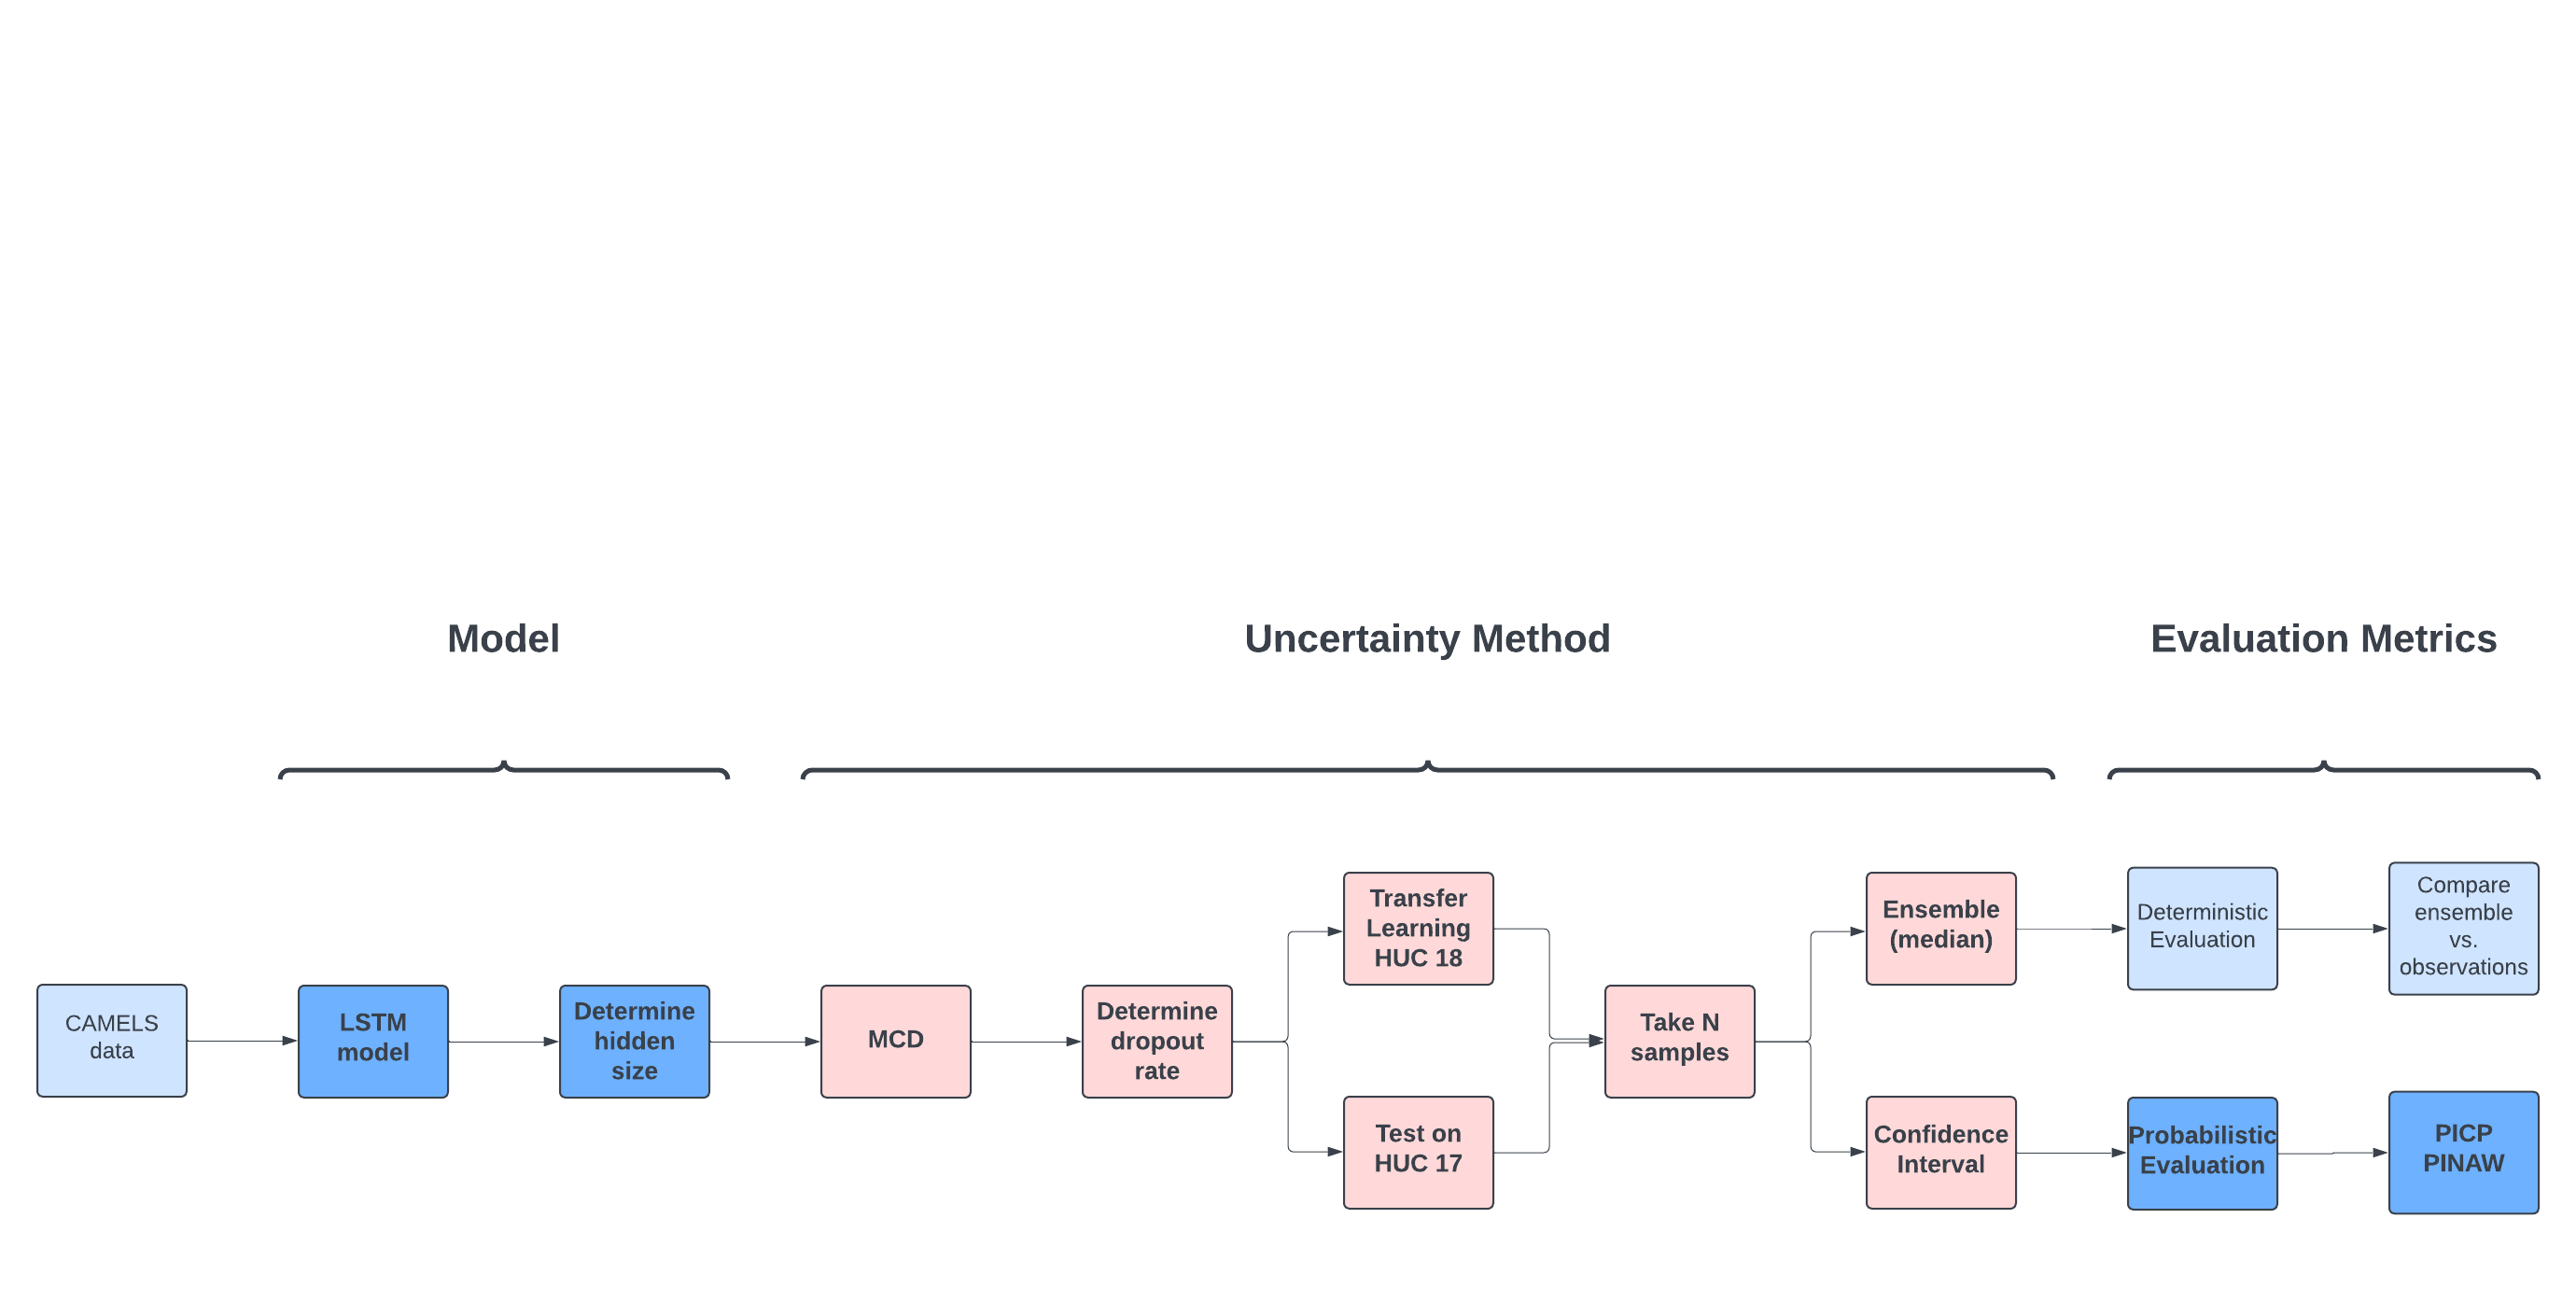 Model
Uncertainty Method
Evaluation Metrics
CAMELS
data
LSTM
model
Determine
hidden
size
MCD
Determine
dropout
rate
Transfer
Learning
HUC 18
Test on
HUC 17
Take N
samples
Ensemble
(median)
Confidence
Interval
Deterministic
Evaluation
Compare
ensemble
vs.
observations
Probabilistic
Evaluation
PICP
PINAW